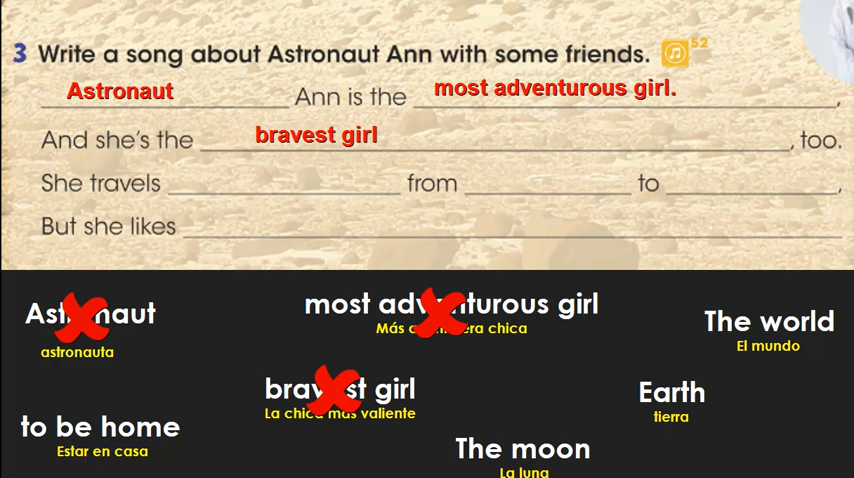 3 Write a song about Astronaut Ann with some friends. 52
Astronaut Ann is the most adventurous girl. ,
And she's the bravest girl , too.
She travels from to ,
But she likes
Astronaut
astronauta
most adventurous girl
chica
The world
El mundo
bravest girl
La chica más valiente
Earth
tierra
to be home
Estar en casa
The moon
La luna